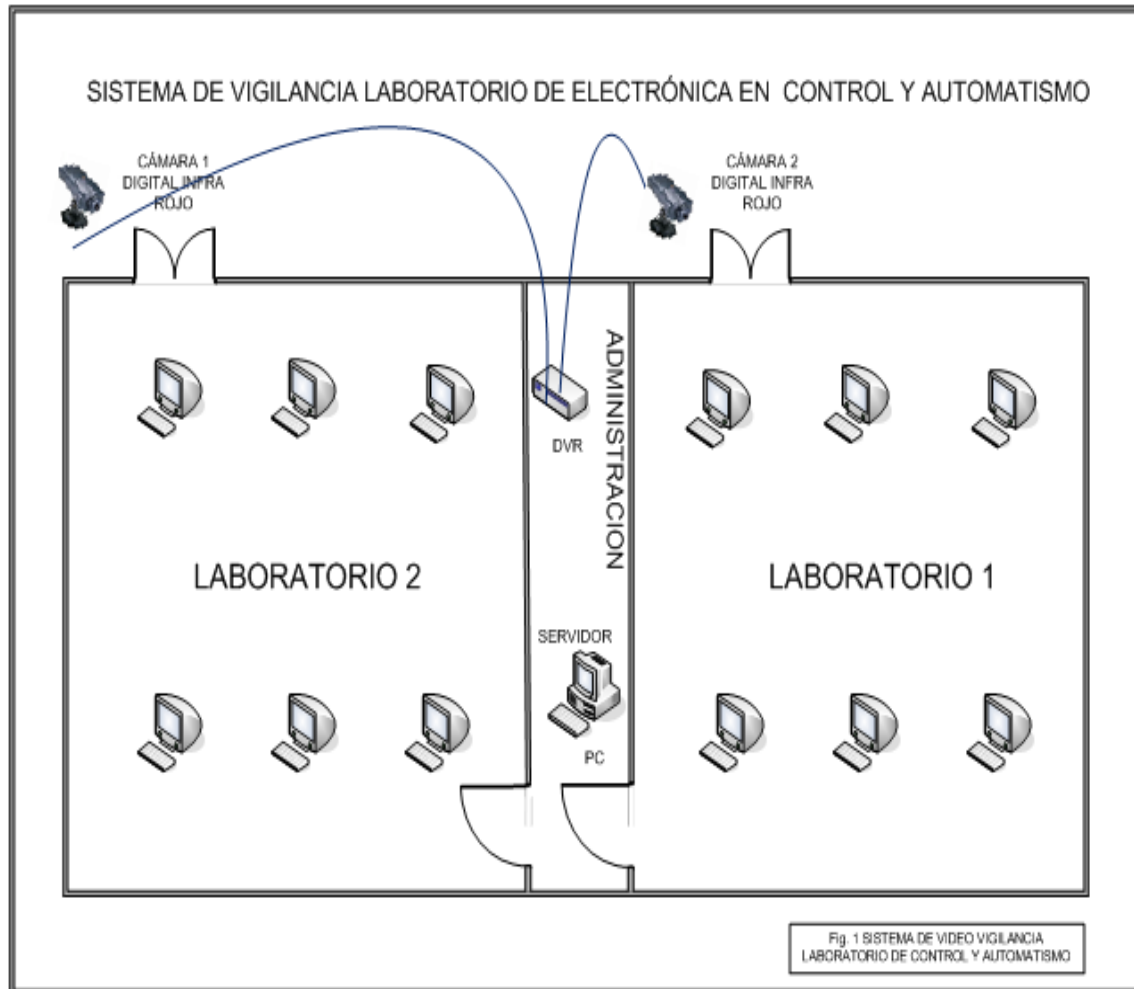 SISTEMA DE VIGILANCIA LABORATORIO DE ELECTRÓNICA EN CONTROL Y AUTOMATISMO
CÁMARA 1
DIGITAL INFRA
ROJO
CÁMARA 2
DIGITAL INFRA
ROJO
ADMINISTRACION
DVR
LABORATORIO 2
LABORATORIO 1
SERVIDOR
PC
Fig. 1 SISTEMA DE VIDEO VIGILANCIA
LABORATORIO DE CONTROL Y AUTOMATISMO